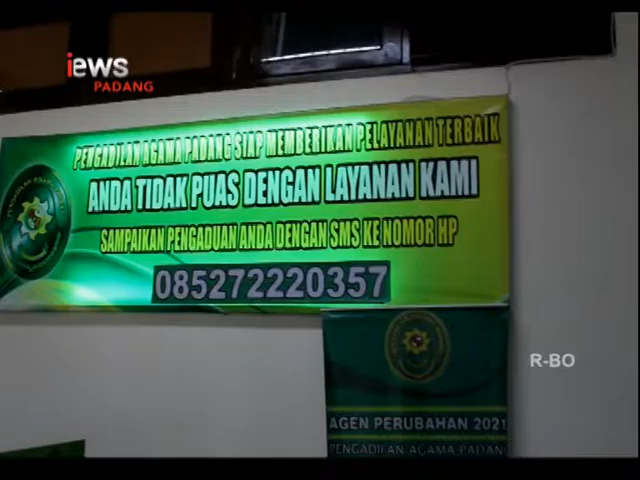 iEWS
PADANG
PENGADILAN AGAMA PADANG SIAP MEMBERIKAN PELAYANAN TERBAIK
ANDA TIDAK PUAS DENGAN LAYANAN KAMI
SAMPAIKAN PENGADUAN ANDA DENGAN SMS KE NOMOR HP
085272220357
R-BO
AGEN PERUBAHAN 2021
PENGADILAN AGAMA PADANG